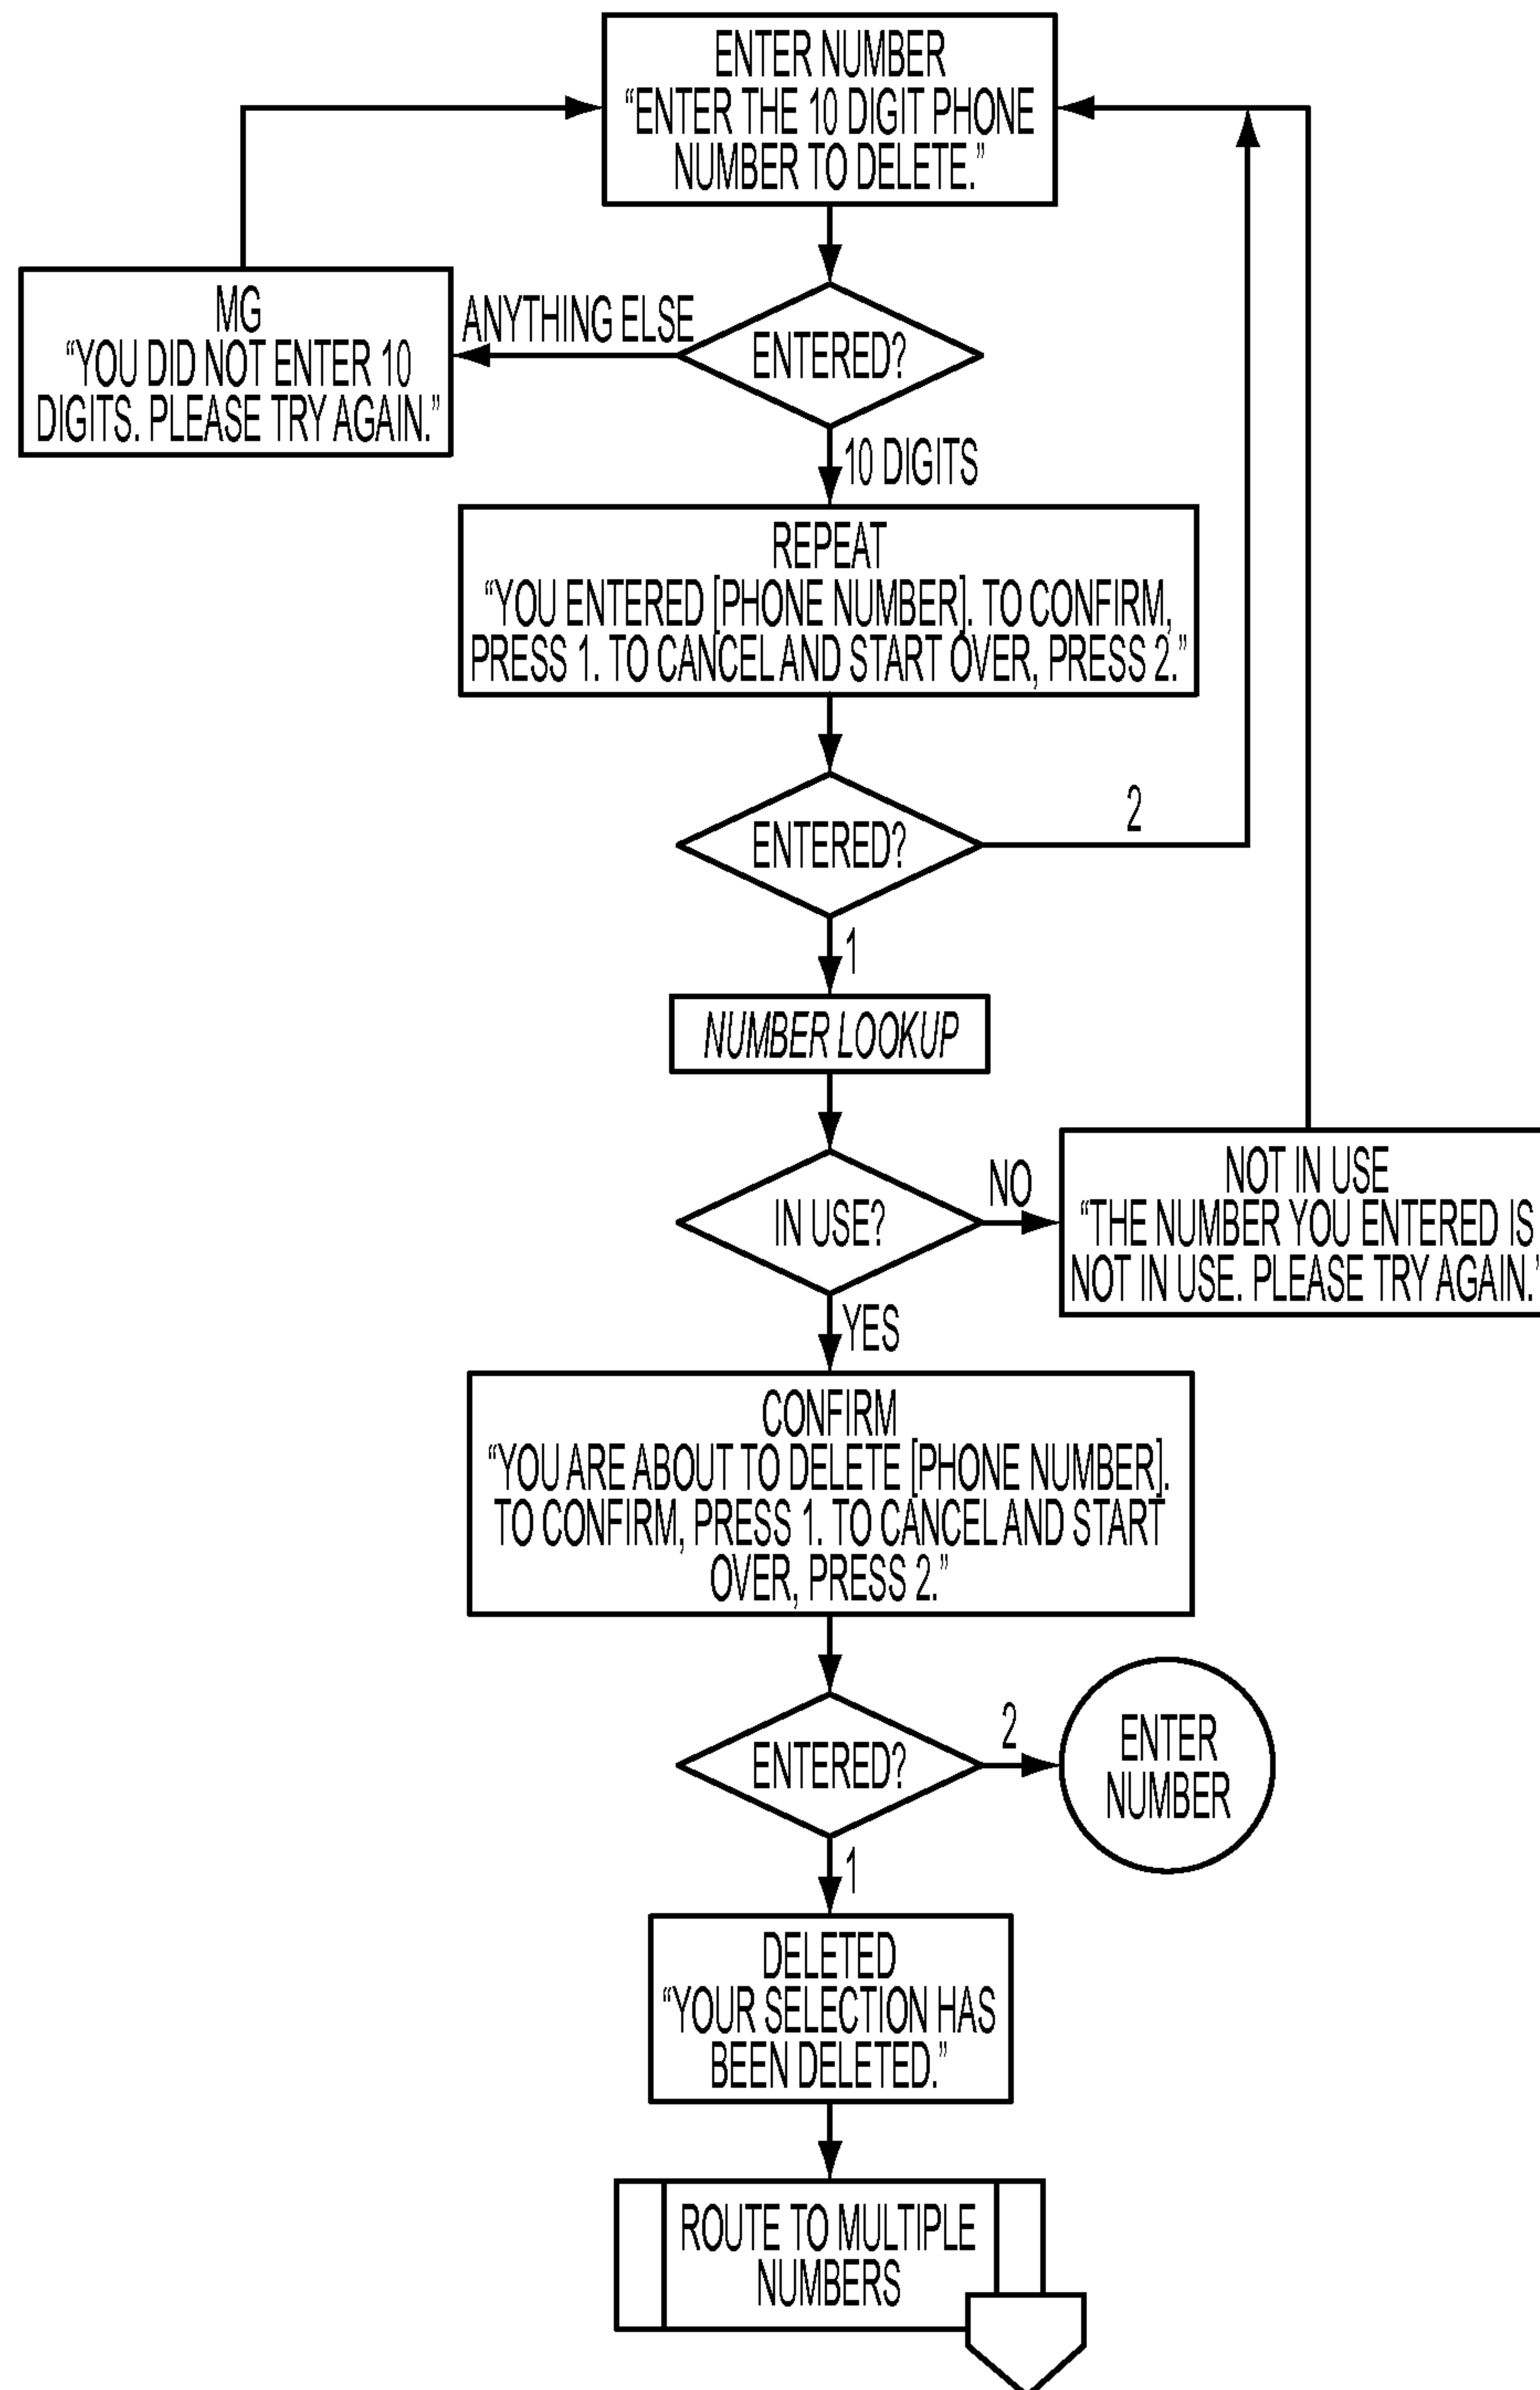 ENTER NUMBER
“ENTER THE 10 DIGIT PHONE
NUMBER TO DELETE.”
MG
“YOU DID NOT ENTER 10
DIGITS. PLEASE TRY AGAIN.”
ANYTHING ELSE
ENTERED?
10 DIGITS
REPEAT
“YOU ENTERED [PHONE NUMBER]. TO CONFIRM,
PRESS 1. TO CANCEL AND START OVER, PRESS 2.”
ENTERED?
2
1
NUMBER LOOKUP
IN USE?
NO
NOT IN USE
“THE NUMBER YOU ENTERED IS
NOT IN USE. PLEASE TRY AGAIN.”
YES
CONFIRM
“YOU ARE ABOUT TO DELETE [PHONE NUMBER].
TO CONFIRM, PRESS 1. TO CANCEL AND START
OVER, PRESS 2.”
ENTERED?
2
ENTER
NUMBER
1
DELETED
“YOUR SELECTION HAS
BEEN DELETED.”
ROUTE TO MULTIPLE
NUMBERS